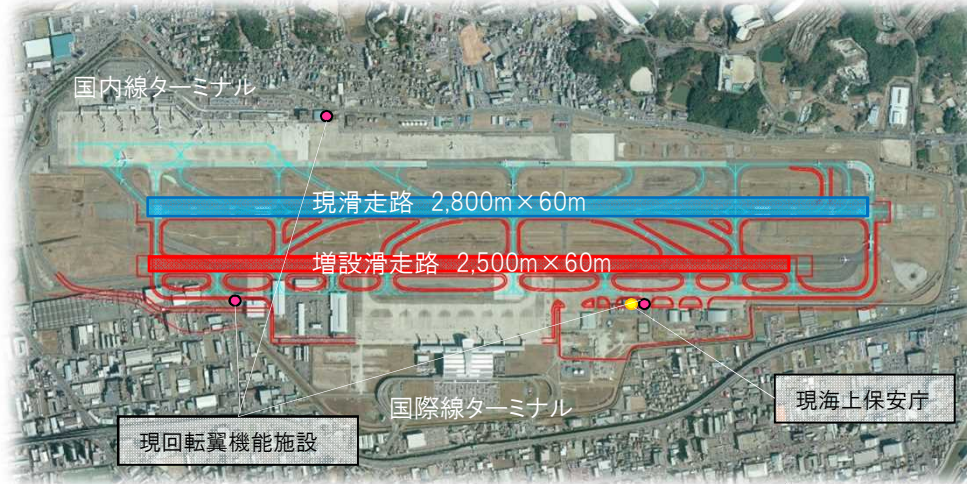 国内線ターミナル
現滑走路 2,800m×60m
増設滑走路 2,500m×60m
国際線ターミナル
現海上保安庁
現回転翼機能施設